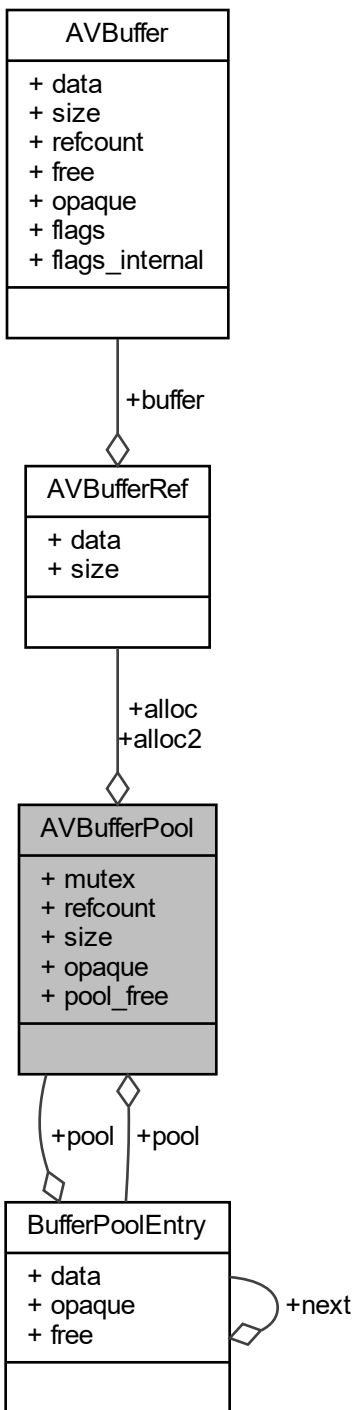 AVBuffer
+ data
+ size
+ refcount
+ free
+ opaque
+ flags
+ flags_internal
+buffer
AVBufferRef
+ data
+ size
+alloc
+alloc2
AVBufferPool
+ mutex
+ refcount
+ size
+ opaque
+ pool_free
+pool
+pool
BufferPoolEntry
+ data
+ opaque
+ free
+next